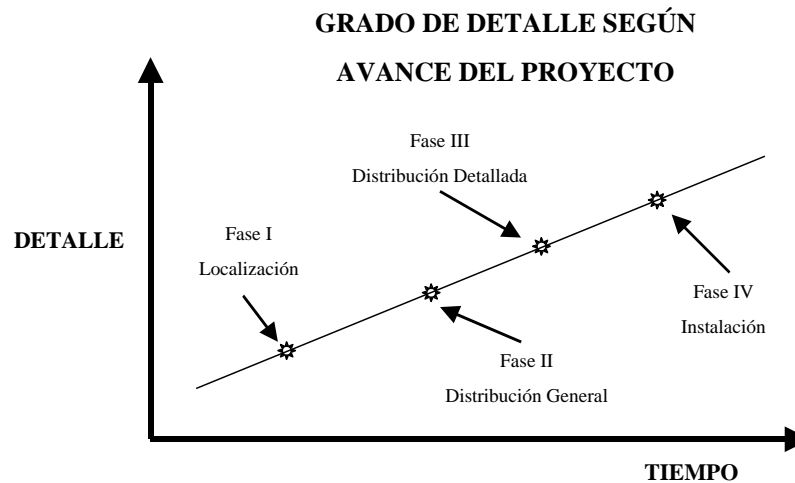 GRADO DE DETALLE SEGÚN
AVANCE DEL PROYECTO
Fase III
Distribución Detallada
DETALLE
Fase I
Localización
Fase IV
Instalación
Fase II
Distribución General
TIEMPO